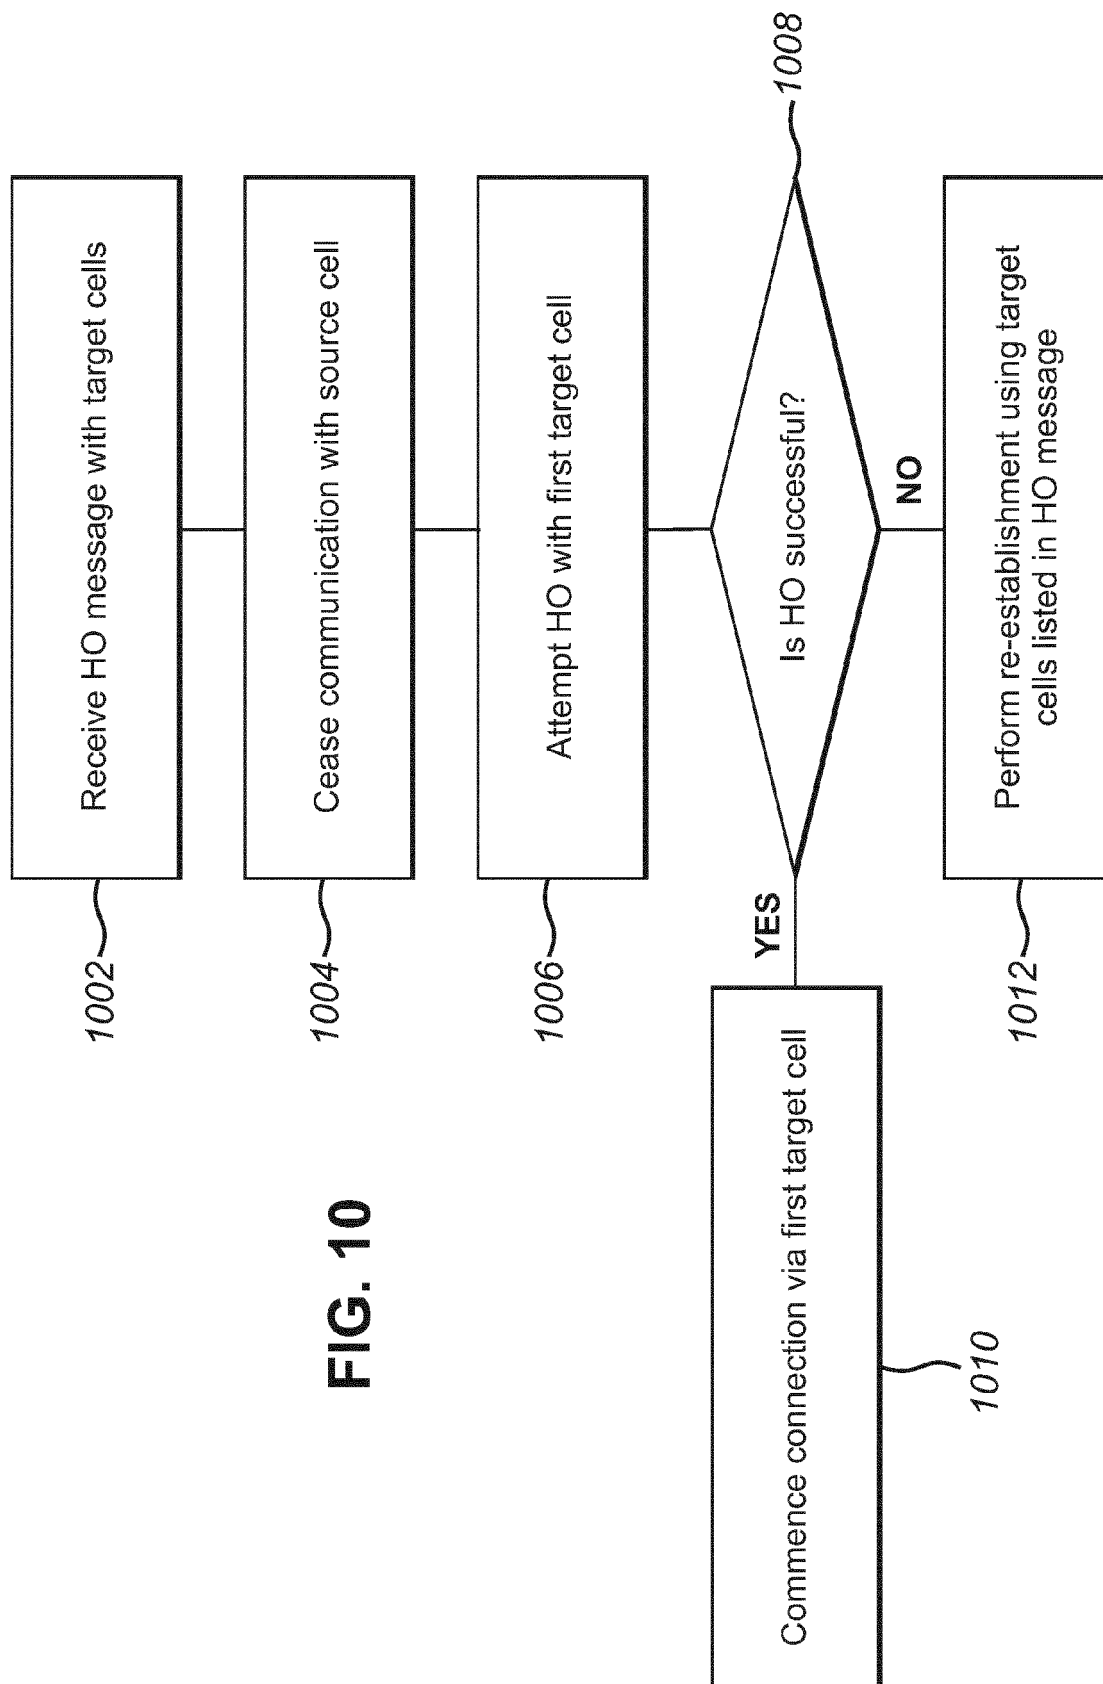 Receive HO message with target cells
1002
Cease communication with source cell
1004
Attempt HO with first target cell
1006
Is HO successful?
1008
YES
Commence connection via first target cell
1010
NO
Perform re-establishment using target
cells listed in HO message
1012
FIG. 10